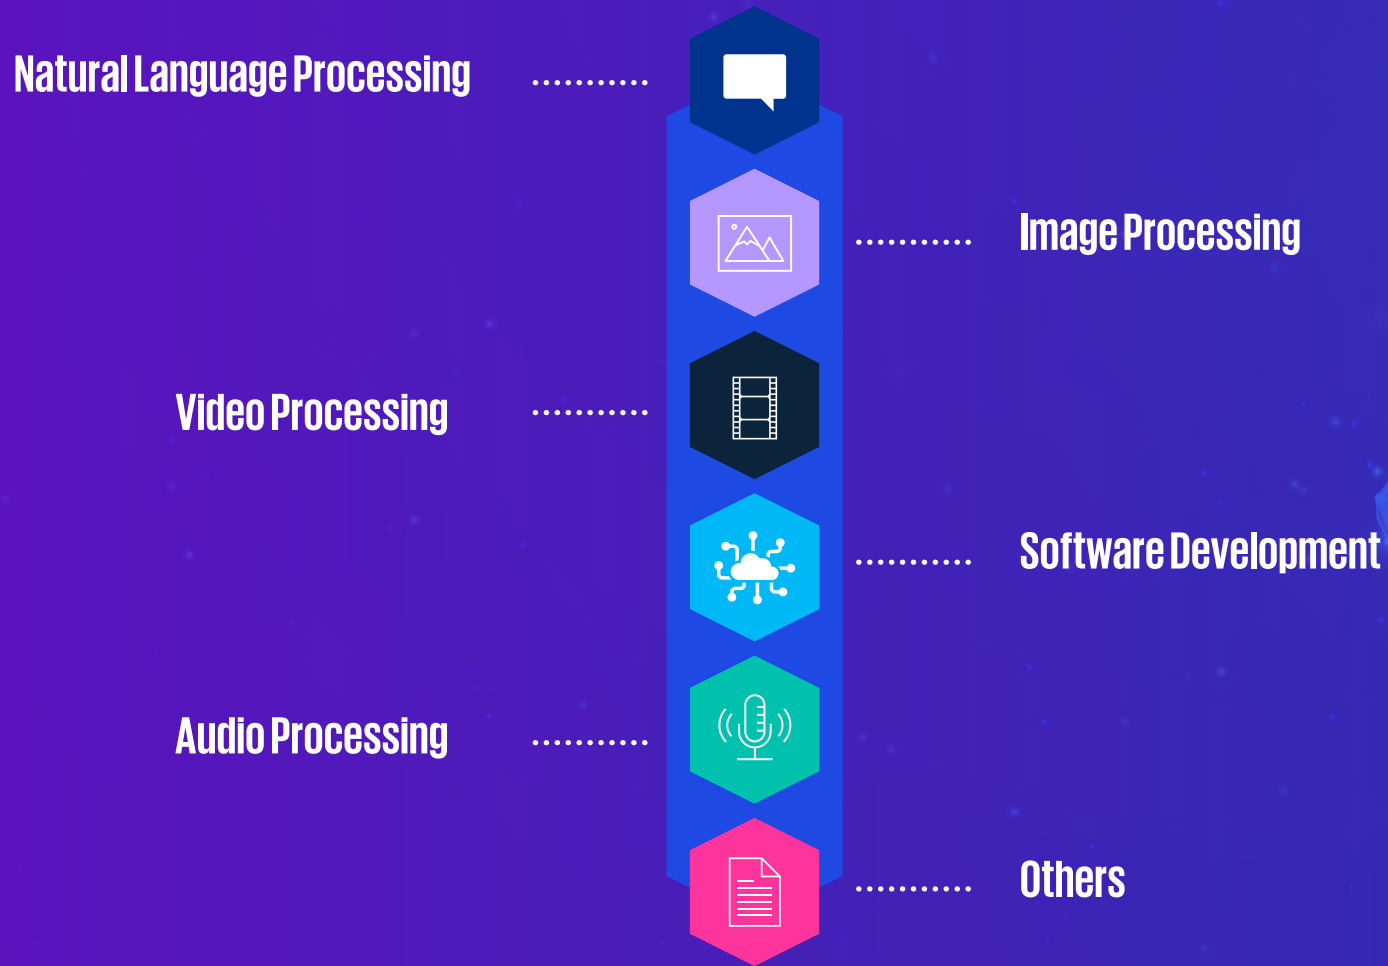 Natural Language Processing
Image Processing
Video Processing
Software Development
Audio Processing
Others